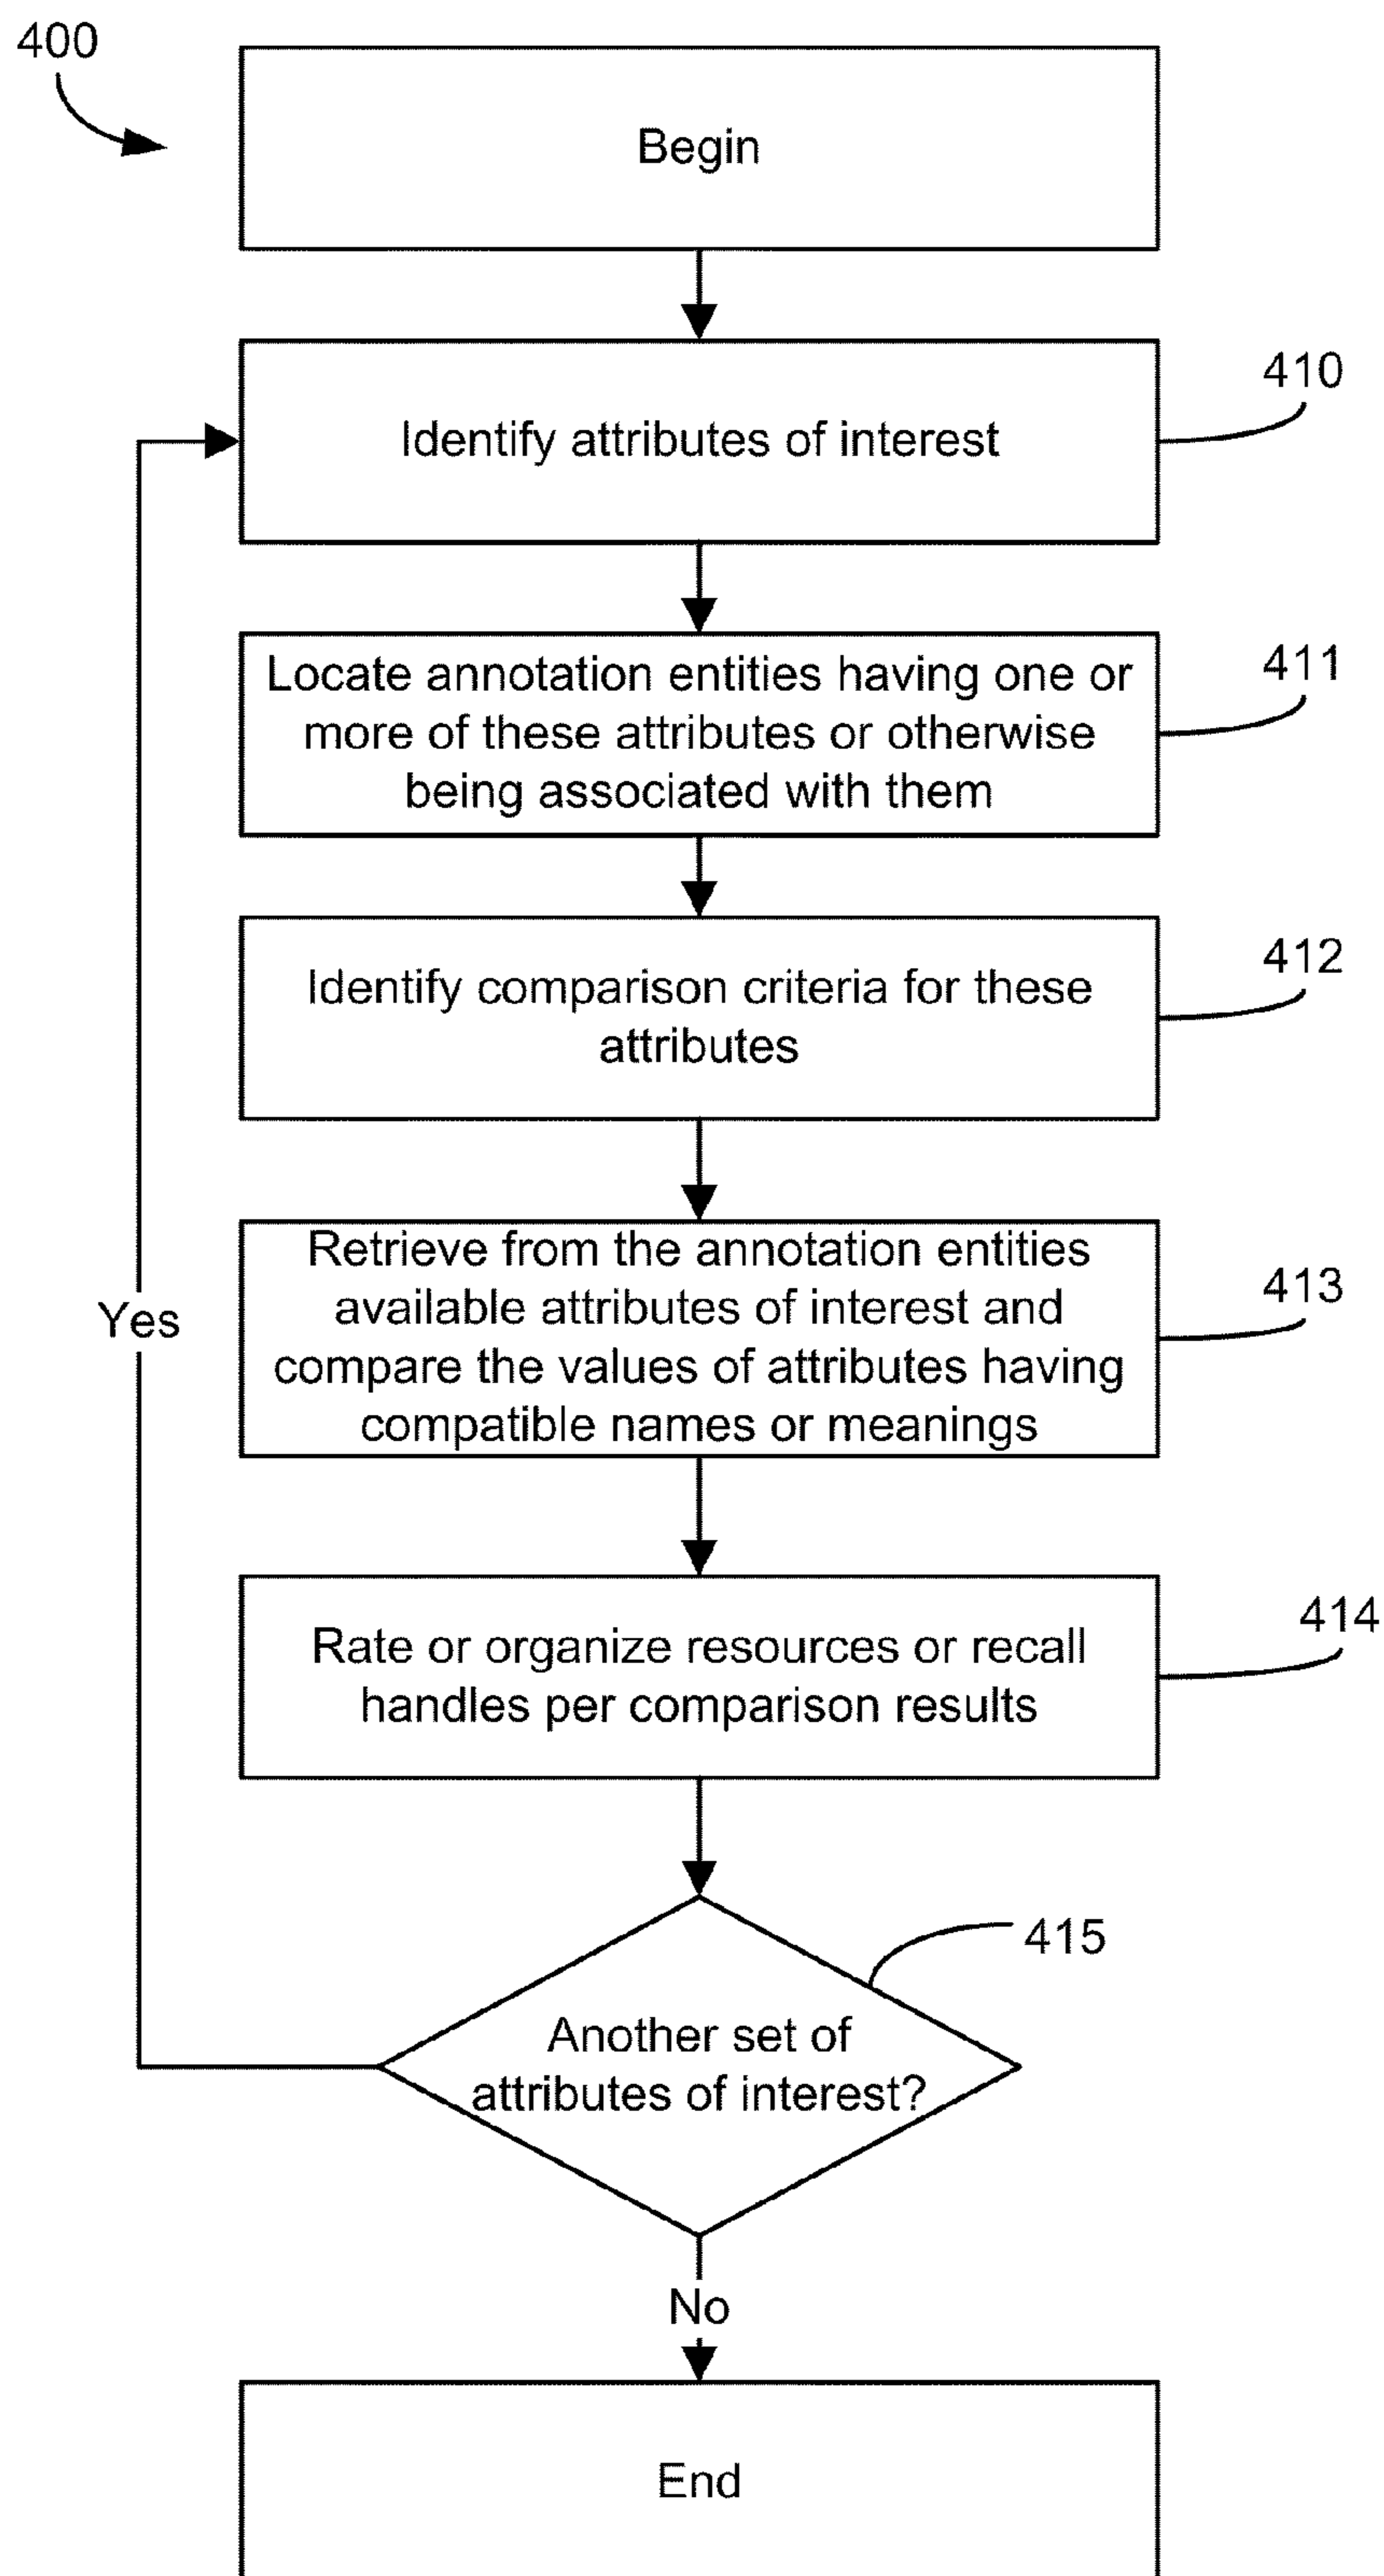 400
Begin
410
Identify attributes of interest
411
Locate annotation entities having one or
more of these attributes or otherwise
being associated with them
412
Identify comparison criteria for these
attributes
413
Retrieve from the annotation entities
available attributes of interest and
compare the values of attributes having
compatible names or meanings
Yes
414
Rate or organize resources or recall
handles per comparison results
415
Another set of
attributes of interest?
No
End